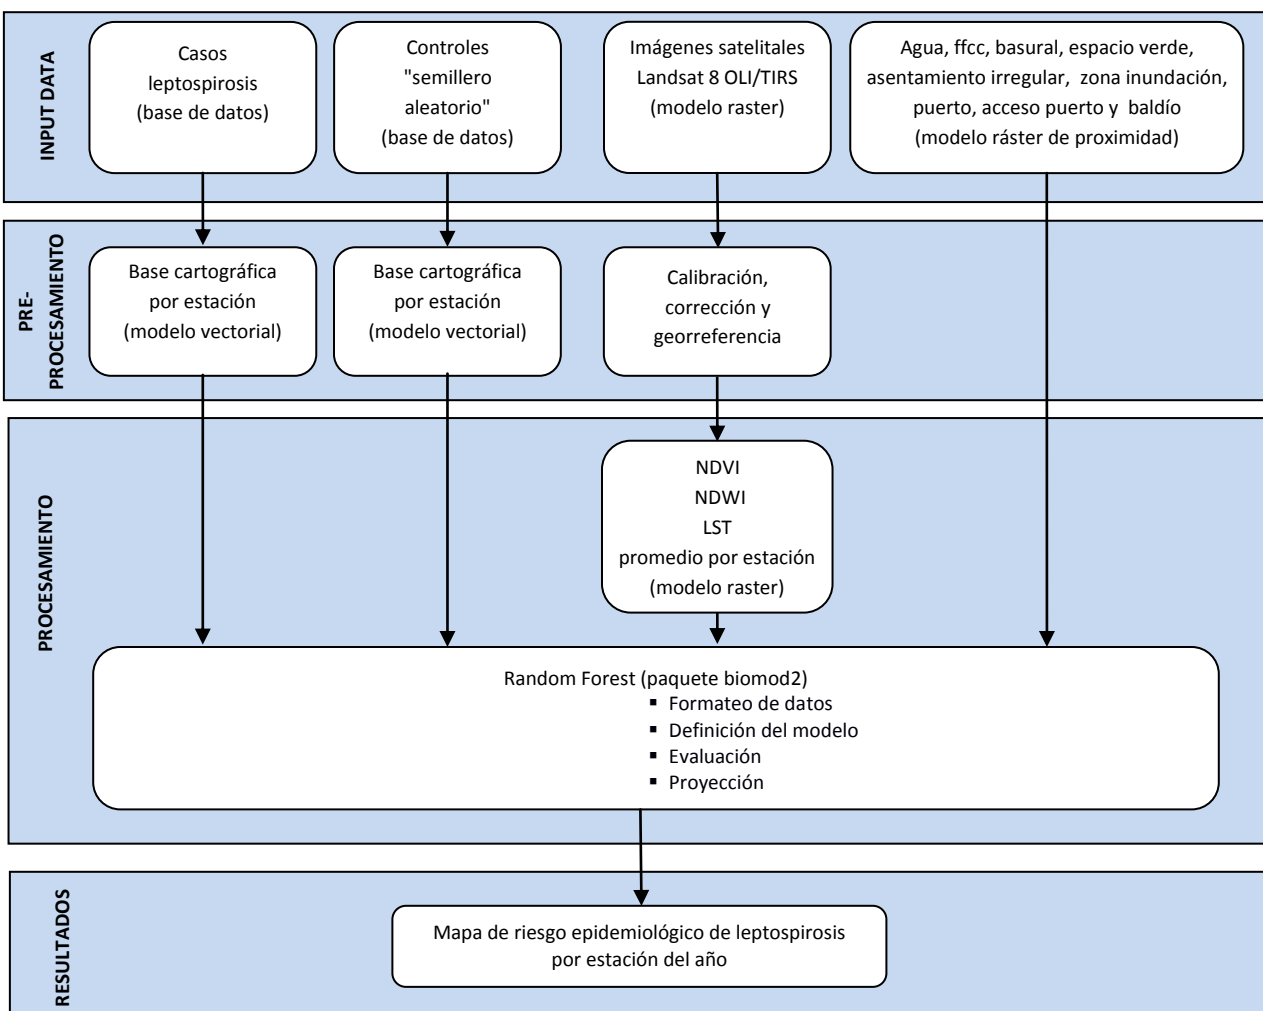 INPUT DATA
Casos
leptospirosis
(base de datos)
Controles
"semillero
aleatorio"
(base de datos)
Imágenes satelitales
Landsat 8 OLI/TIRS
(modelo raster)
Agua, ffcc, basural, espacio verde,
asentamiento irregular, zona inundación,
puerto, acceso puerto y baldío
(modelo ráster de proximidad)
PRE-
PROCESAMIENTO
Base cartográfica
por estación
(modelo vectorial)
Base cartográfica
por estación
(modelo vectorial)
Calibración,
corrección y
georreferencia
PROCESAMIENTO
NDVI
NDWI
LST
promedio por estación
(modelo raster)
Random Forest (paquete biomod2)
▪ Formateo de datos
▪ Definición del modelo
▪ Evaluación
▪ Proyección
RESULTADOS
Mapa de riesgo epidemiológico de leptospirosis
por estación del año